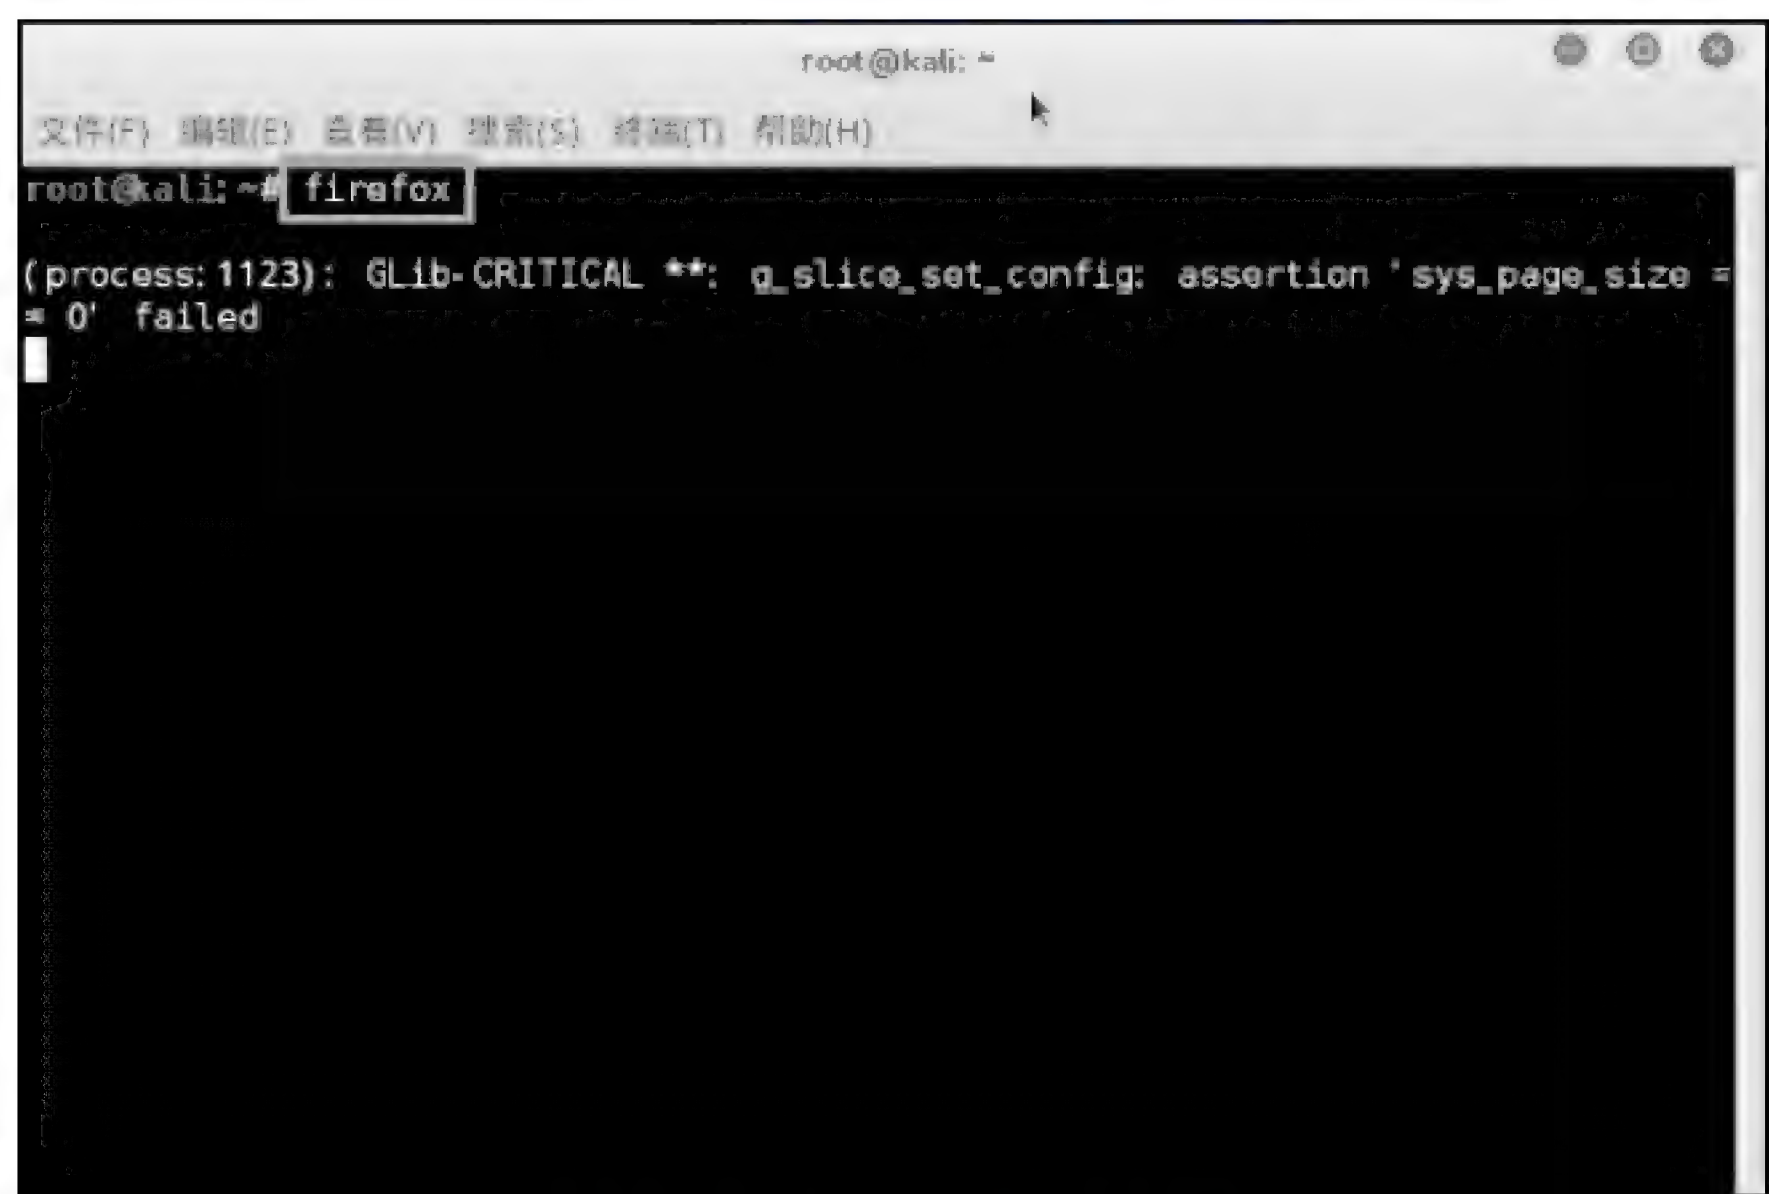 root@kali: ~
文件(F) 编辑(E) 查看(V) 搜索(S) 终端(T) 帮助(H)
root@kali:~# firefox
(process:1123): GLib-CRITICAL **: g_slice_set_config: assertion 'sys_page_size =
= 0' failed